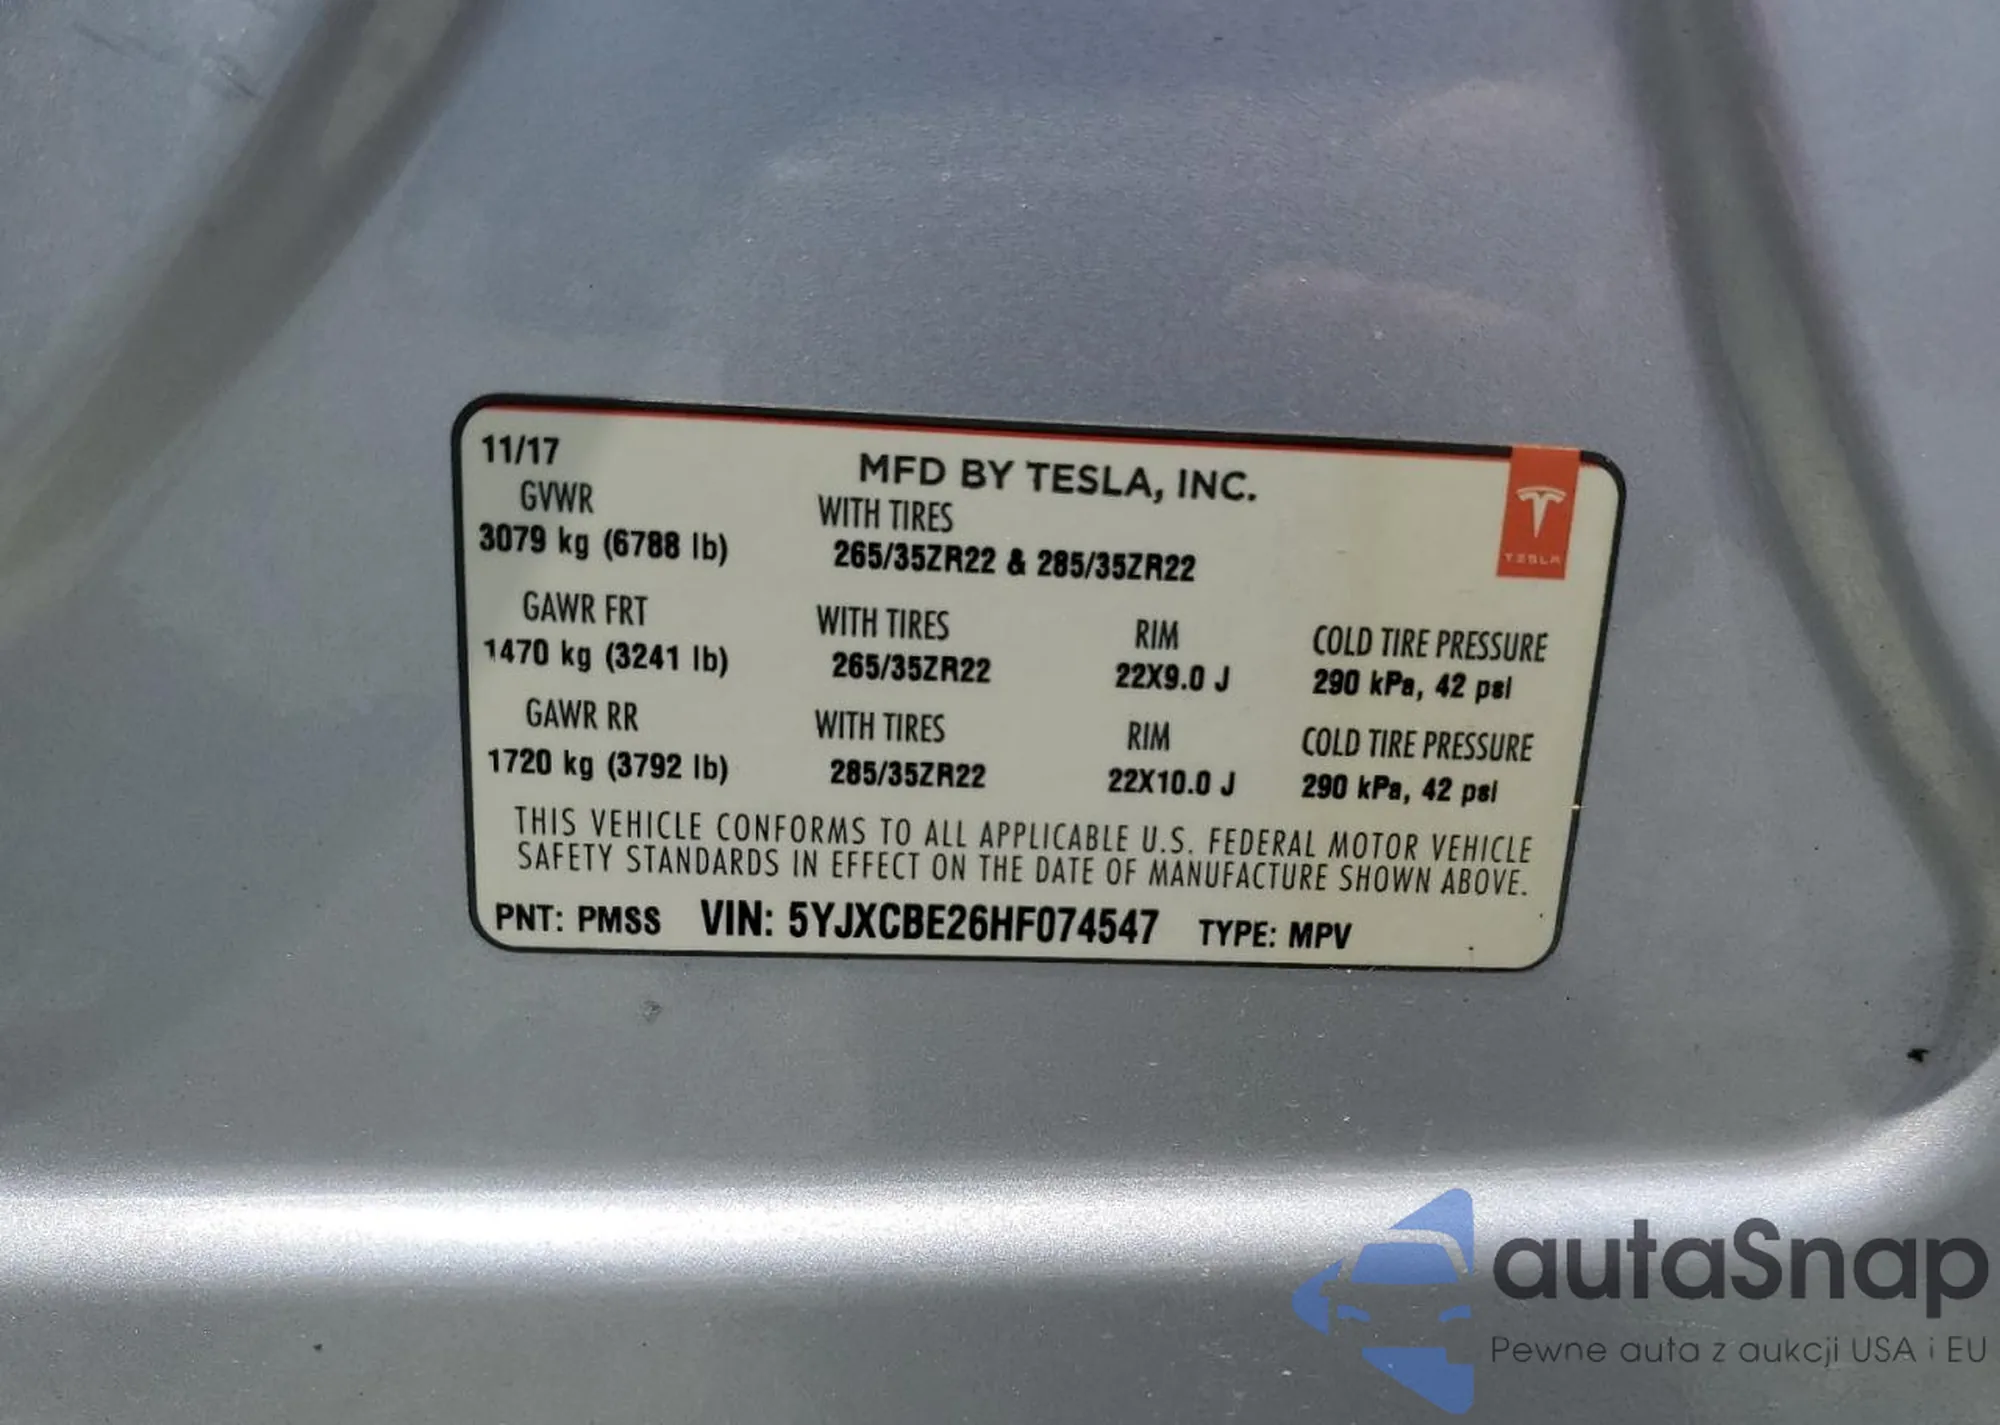 11/17
MFD BY TESLA, INC.
GVWR WITH TIRES
3079 kg (6788 lb) 265/35ZR22 & 285/35ZR22
TESLA
GAWR FRT WITH TIRES RIM COLD TIRE PRESSURE
1470 kg (3241 lb) 265/35ZR22 22X9.0 J 290 kPa, 42 psi
GAWR RR WITH TIRES RIM COLD TIRE PRESSURE
1720 kg (3792 lb) 285/35ZR22 22X10.0 J 290 kPa, 42 psi
THIS VEHICLE CONFORMS TO ALL APPLICABLE U.S. FEDERAL MOTOR VEHICLE
SAFETY STANDARDS IN EFFECT ON THE DATE OF MANUFACTURE SHOWN ABOVE.
PNT: PMSS VIN: 5YJXCBE26HF074547 TYPE: MPV
autaSnap
Pewne auta z aukcji USA i EU